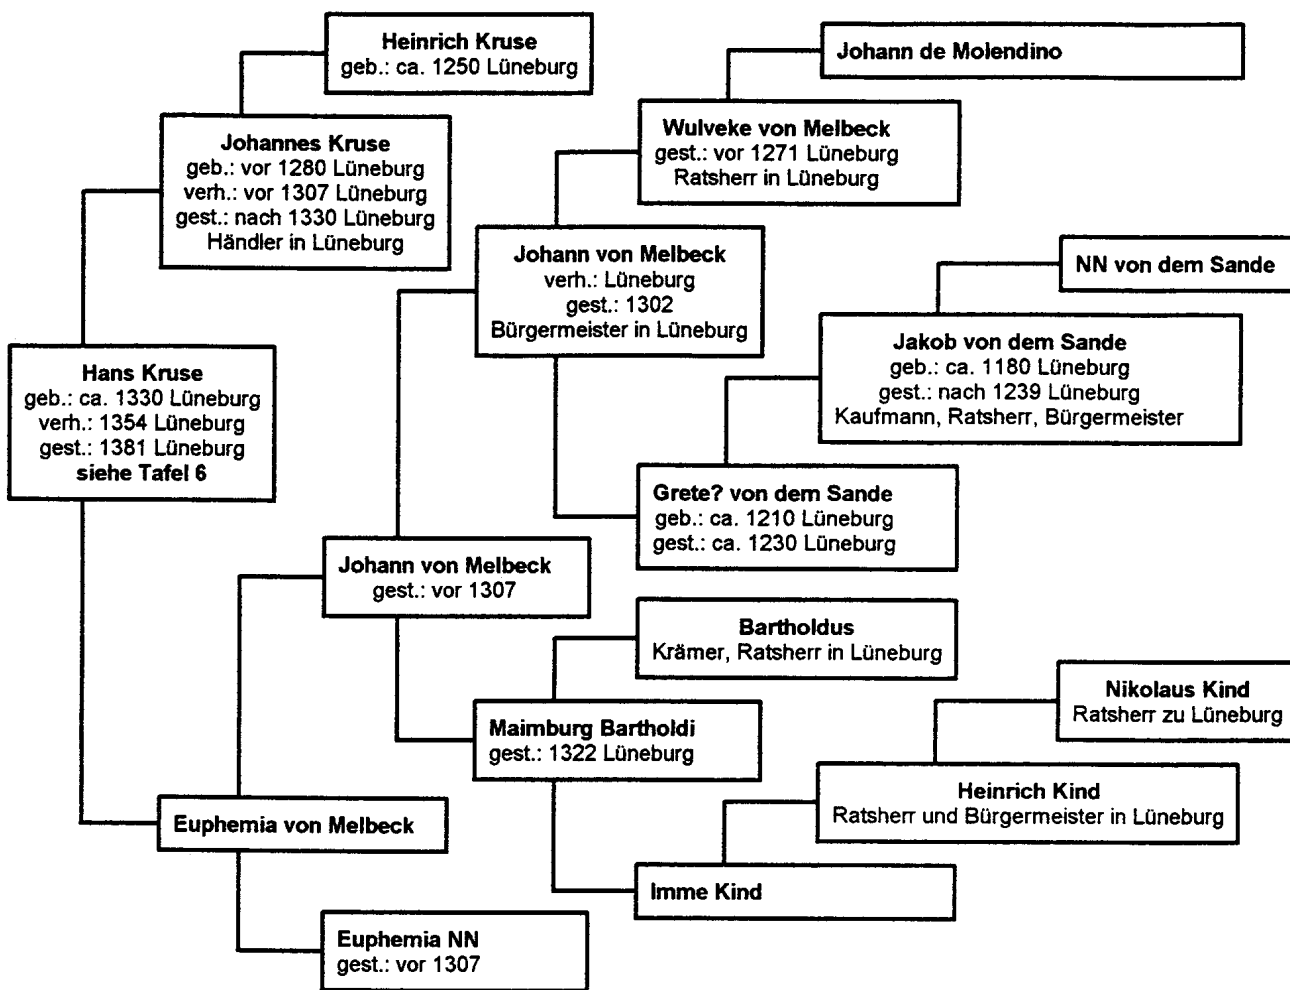 Heinrich Kruse
geb.: ca. 1250 Lüneburg
Johann de Molendino
Johannes Kruse
geb.: vor 1280 Lüneburg
verh.: vor 1307 Lüneburg
gest.: nach 1330 Lüneburg
Händler in Lüneburg
Wulveke von Melbeck
gest.: vor 1271 Lüneburg
Ratsherr in Lüneburg
Johann von Melbeck
verh.: Lüneburg
gest.: 1302
Bürgermeister in Lüneburg
NN von dem Sande
Jakob von dem Sande
geb.: ca. 1180 Lüneburg
gest.: nach 1239 Lüneburg
Kaufmann, Ratsherr, Bürgermeister
Hans Kruse
geb.: ca. 1330 Lüneburg
verh.: 1354 Lüneburg
gest.: 1381 Lüneburg
siehe Tafel 6
Grete? von dem Sande
geb.: ca. 1210 Lüneburg
gest.: ca. 1230 Lüneburg
Johann von Melbeck
gest.: vor 1307
Bartholdus
Krämer, Ratsherr in Lüneburg
Nikolaus Kind
Ratsherr zu Lüneburg
Maimburg Bartholdi
gest.: 1322 Lüneburg
Heinrich Kind
Ratsherr und Bürgermeister in Lüneburg
Euphemia von Melbeck
Imme Kind
Euphemia NN
gest.: vor 1307